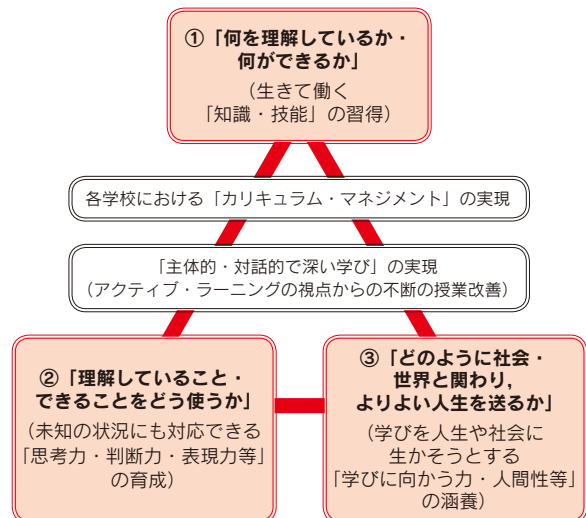 ①「何を理解しているか・
何ができるか」
（生きて働く
「知識・技能」の習得）
各学校における「カリキュラム・マネジメント」の実現
「主体的・対話的で深い学び」の実現
（アクティブ・ラーニングの視点からの不断の授業改善）
②「理解していること・
できることをどう使うか」
（未知の状況にも対応できる
「思考力・判断力・表現力等」
の育成）
③「どのように社会・
世界と関わり，
よりよい人生を送るか」
（学びを人生や社会に
生かそうとする
「学びに向かう力・人間性等」
の涵養）